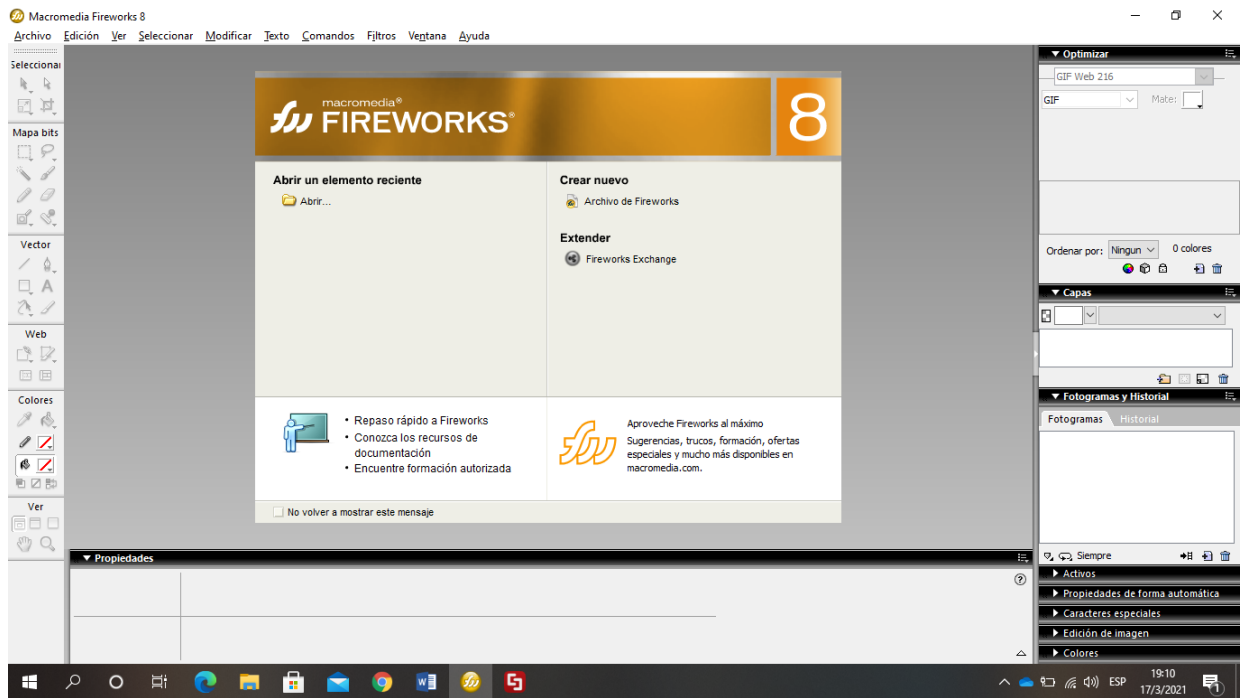 Macromedia Fireworks 8
Archivo Edición Ver Seleccionar Modificar Texto Comandos Filtros Ventana Ayuda
Seleccionar
Mapa bits
Vector
Web
Colores
Ver
macromedia®
FIREWORKS®
8
Abrir un elemento reciente
Abrir...
Crear nuevo
Archivo de Fireworks
Extender
Fireworks Exchange
• Repaso rápido a Fireworks
• Conozca los recursos de
documentación
• Encuentre formación autorizada
Aproveche Fireworks al máximo
Sugerencias, trucos, formación, ofertas
especiales y mucho más disponibles en
macromedia.com.
No volver a mostrar este mensaje
Propiedades
Optimizar
GIF Web 216
GIF
Mate:
Ordenar por: Ningun 0 colores
Capas
Fotogramas y Historial
Fotogramas Historial
Siempre
Activos
Propiedades de forma automática
Caracteres especiales
Edición de imagen
Colores
ESP
19:10
17/3/2021
1